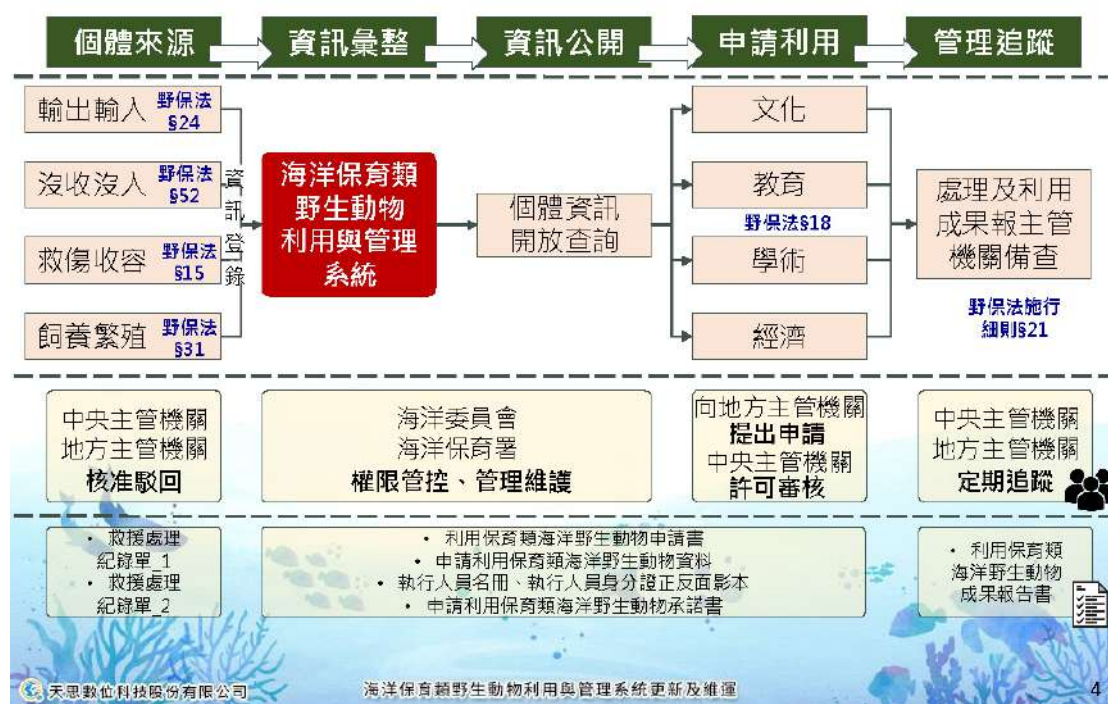 個體來源
資訊彙整
資訊公開
申請利用
管理追蹤
輸出輸入
野保法
§24
沒收沒入
野保法
§52
救傷收容
野保法
§15
飼養繁殖
野保法
§31
資訊登錄
海洋保育類
野生動物
利用與管理
系統
個體資訊
開放查詢
文化
教育
野保法§18
學術
經濟
處理及利用
成果報主管
機關備查
野保法施行
細則§21
中央主管機關
地方主管機關
核准駁回
海洋委員會
海洋保育署
權限管控、管理維護
向地方主管機關
提出申請
中央主管機關
許可審核
中央主管機關
地方主管機關
定期追蹤
• 救援處理
紀錄單_1
• 救援處理
紀錄單_2
• 利用保育類海洋野生動物申請書
• 申請利用保育類海洋野生動物資料
• 執行人員名冊、執行人員身分證正反面影本
• 申請利用保育類海洋野生動物承諾書
• 利用保育類
海洋野生動物
成果報告書
天思數位科技股份有限公司
海洋保育類野生動物利用與管理系統更新及維運
4